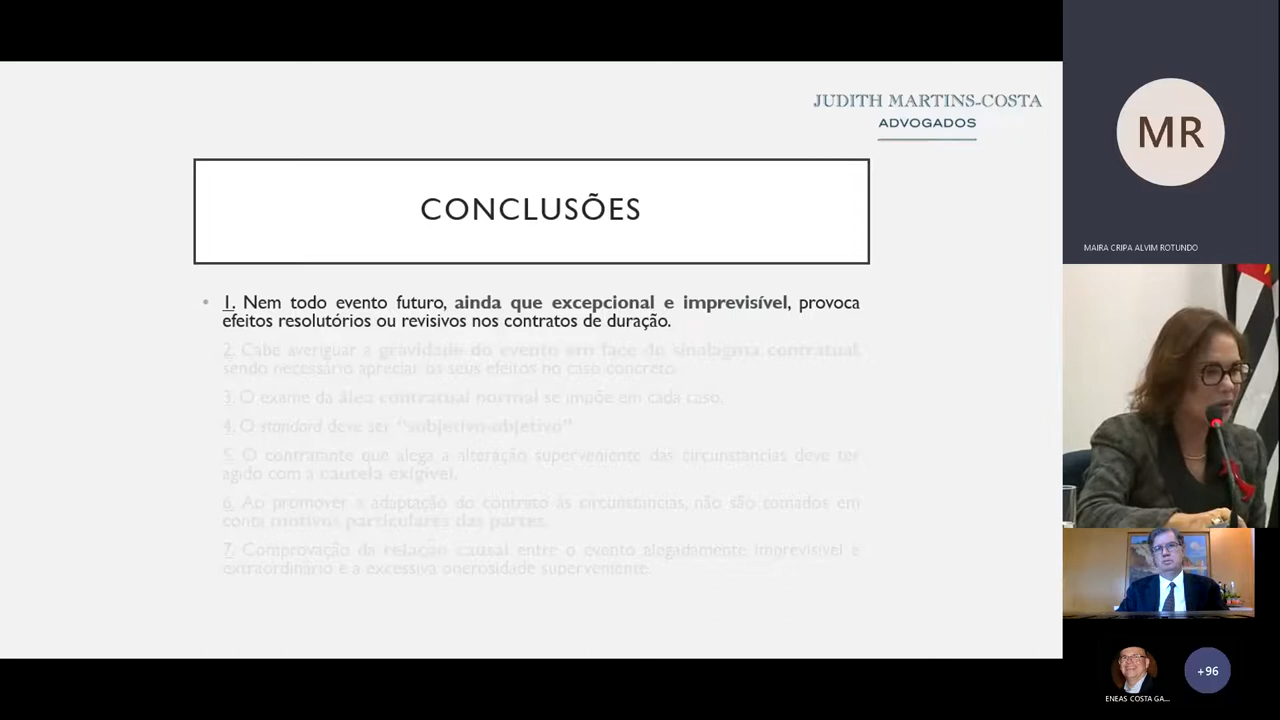 JUDITH MARTINS-COSTA
ADVOGADOS
CONCLUSÕES
• 1. Nem todo evento futuro, ainda que excepcional e imprevisível, provoca
efeitos resolutórios ou revisivos nos contratos de duração.
2. Cabe averiguar a gravidade do evento em face do sinalagma contratual
sendo necessário apreciar os seus efeitos no caso concreto.
3. O exame da álea contratual normal se impõe em cada caso.
4. O standard deve ser "subjetivo-objetivo"
5. O contratante que alega a alteração superveniente das circunstancias deve ter
agido com a cautela exigível.
6. Ao promover a adaptação do contrato às circunstancias, não são tomados em
conta motivos particulares das partes.
7. Comprovação da relação causal entre o evento alegadamente imprevisível e
extraordinário e a excessiva onerosidade superveniente.
MR
MAIRA CRIPA ALVIM ROTUNDO
ENEAS COSTA GA...
+96